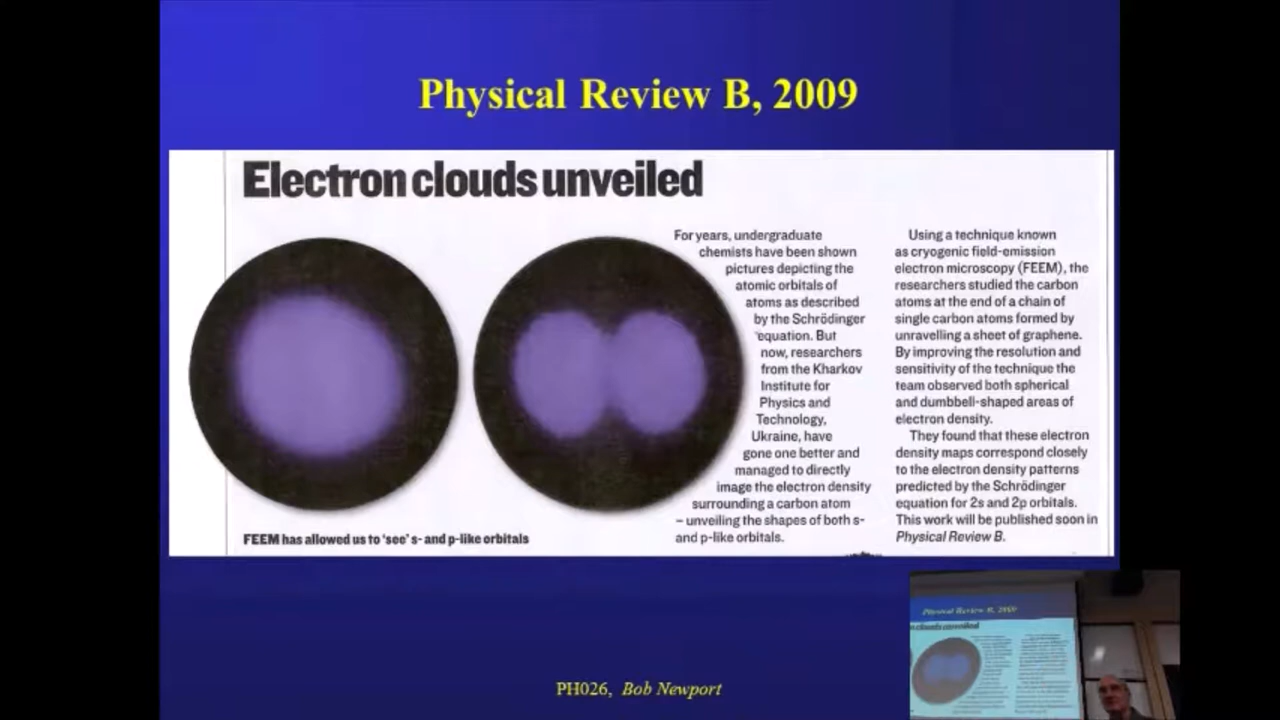 Physical Review B, 2009
Electron clouds unveiled
For years, undergraduate
chemists have been shown
pictures depicting the
atomic orbitals of
atoms as described
by the Schrödinger
equation. But
now, researchers
from the Kharkov
Institute for
Physics and
Technology,
Ukraine, have
gone one better and
managed to directly
image the electron density
surrounding a carbon atom
– unveiling the shapes of both s-
and p-like orbitals.
Using a technique known
as cryogenic field-emission
electron microscopy (FEEM), the
researchers studied the carbon
atoms at the end of a chain of
single carbon atoms formed by
unravelling a sheet of graphene.
By improving the resolution and
sensitivity of the technique the
team observed both spherical
and dumbbell-shaped areas of
electron density.
They found that these electron
density maps correspond closely
to the electron density patterns
predicted by the Schrödinger
equation for 2s and 2p orbitals.
This work will be published soon in
Physical Review B.
FEEM has allowed us to 'see' s- and p-like orbitals
PH026, Bob Newport
Physical Review B, 2009
clouds unveiled